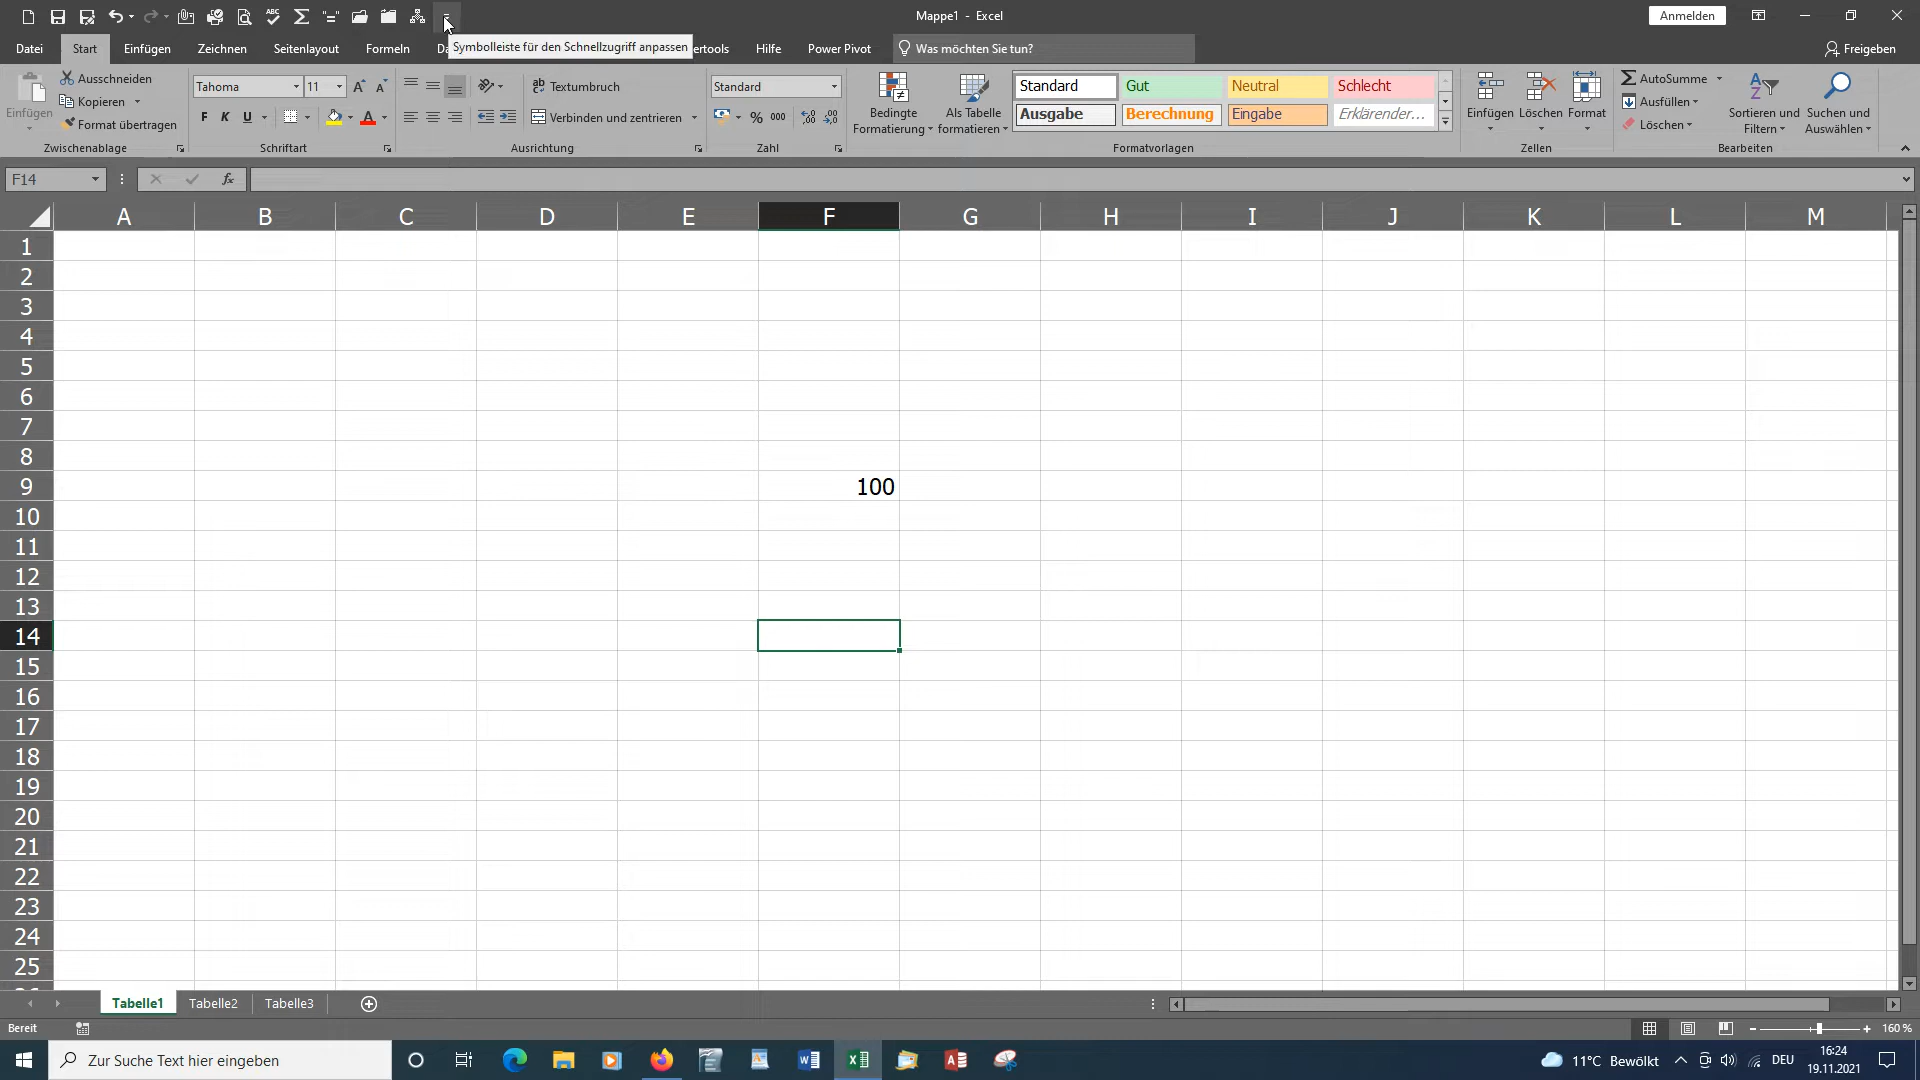 Mappe1 - Excel
Anmelden
Datei Start Einfügen Zeichnen Seitenlayout Formeln Da ertools Hilfe Power Pivot Was möchten Sie tun? Freigeben
Symbolleiste für den Schnellzugriff anpassen
Einfügen
Ausschneiden
Kopieren
Format übertragen
Zwischenablage
Tahoma 11
F K U
Schriftart
Textumbruch
Verbinden und zentrieren
Ausrichtung
Standard
% 000
Zahl
Bedingte
Formatierung
Als Tabelle
formatieren
Standard Gut Neutral Schlecht
Ausgabe Berechnung Eingabe Erklärender...
Formatvorlagen
Einfügen Löschen Format
Zellen
AutoSumme
Ausfüllen
Löschen
Sortieren und
Filtern
Suchen und
Auswählen
Bearbeiten
F14
fx
A B C D E F G H I J K L M
1
2
3
4
5
6
7
8
9 100
10
11
12
13
14
15
16
17
18
19
20
21
22
23
24
25
Tabelle1 Tabelle2 Tabelle3
Bereit
160 %
Zur Suche Text hier eingeben
11°C Bewölkt
DEU
16:24
19.11.2021